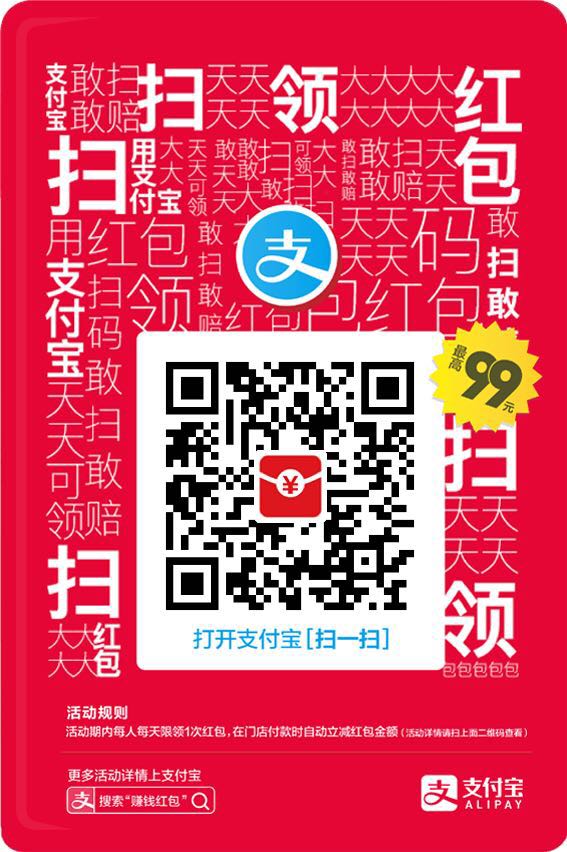 支付宝
敢扫
敢赔
扫
天天
天天
领
大大大大
大大大大
红包
扫
用支付宝
大大
天天可领
敢敢
扫
可领
大
敢扫敢赔
敢扫
敢赔
天
天
用红包
敢扫敢赔
天天
天天
码
敢
扫敢
支付宝
扫码
领
红包
红包
天天可领
敢扫敢赔
支
最高
99
元
扫
天天
天天
扫
领
大大
大大
红包
包包包包包
¥
打开支付宝[扫一扫]
活动规则
活动期内每人每天限领1次红包,在门店付款时自动立减红包金额(活动详情请扫上面二维码查看)
更多活动详情上支付宝
支 搜索“赚钱红包”
支 支付宝
ALIPAY